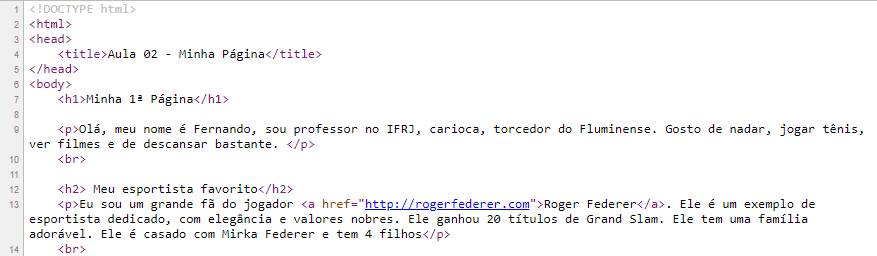 1 <!DOCTYPE html>
2 <html>
3 <head>
4     <title>Aula 02 - Minha Página</title>
5 </head>
6 <body>
7     <h1>Minha 1ª Página</h1>
8
9     <p>Olá, meu nome é Fernando, sou professor no IFRJ, carioca, torcedor do Fluminense. Gosto de nadar, jogar tênis,
ver filmes e de descansar bastante. </p>
10     <br>
11
12     <h2> Meu esportista favorito</h2>
13     <p>Eu sou um grande fã do jogador <a href="http://rogerfederer.com">Roger Federer</a>. Ele é um exemplo de
esportista dedicado, com elegância e valores nobres. Ele ganhou 20 títulos de Grand Slam. Ele tem uma família
adorável. Ele é casado com Mirka Federer e tem 4 filhos</p>
14     <br>